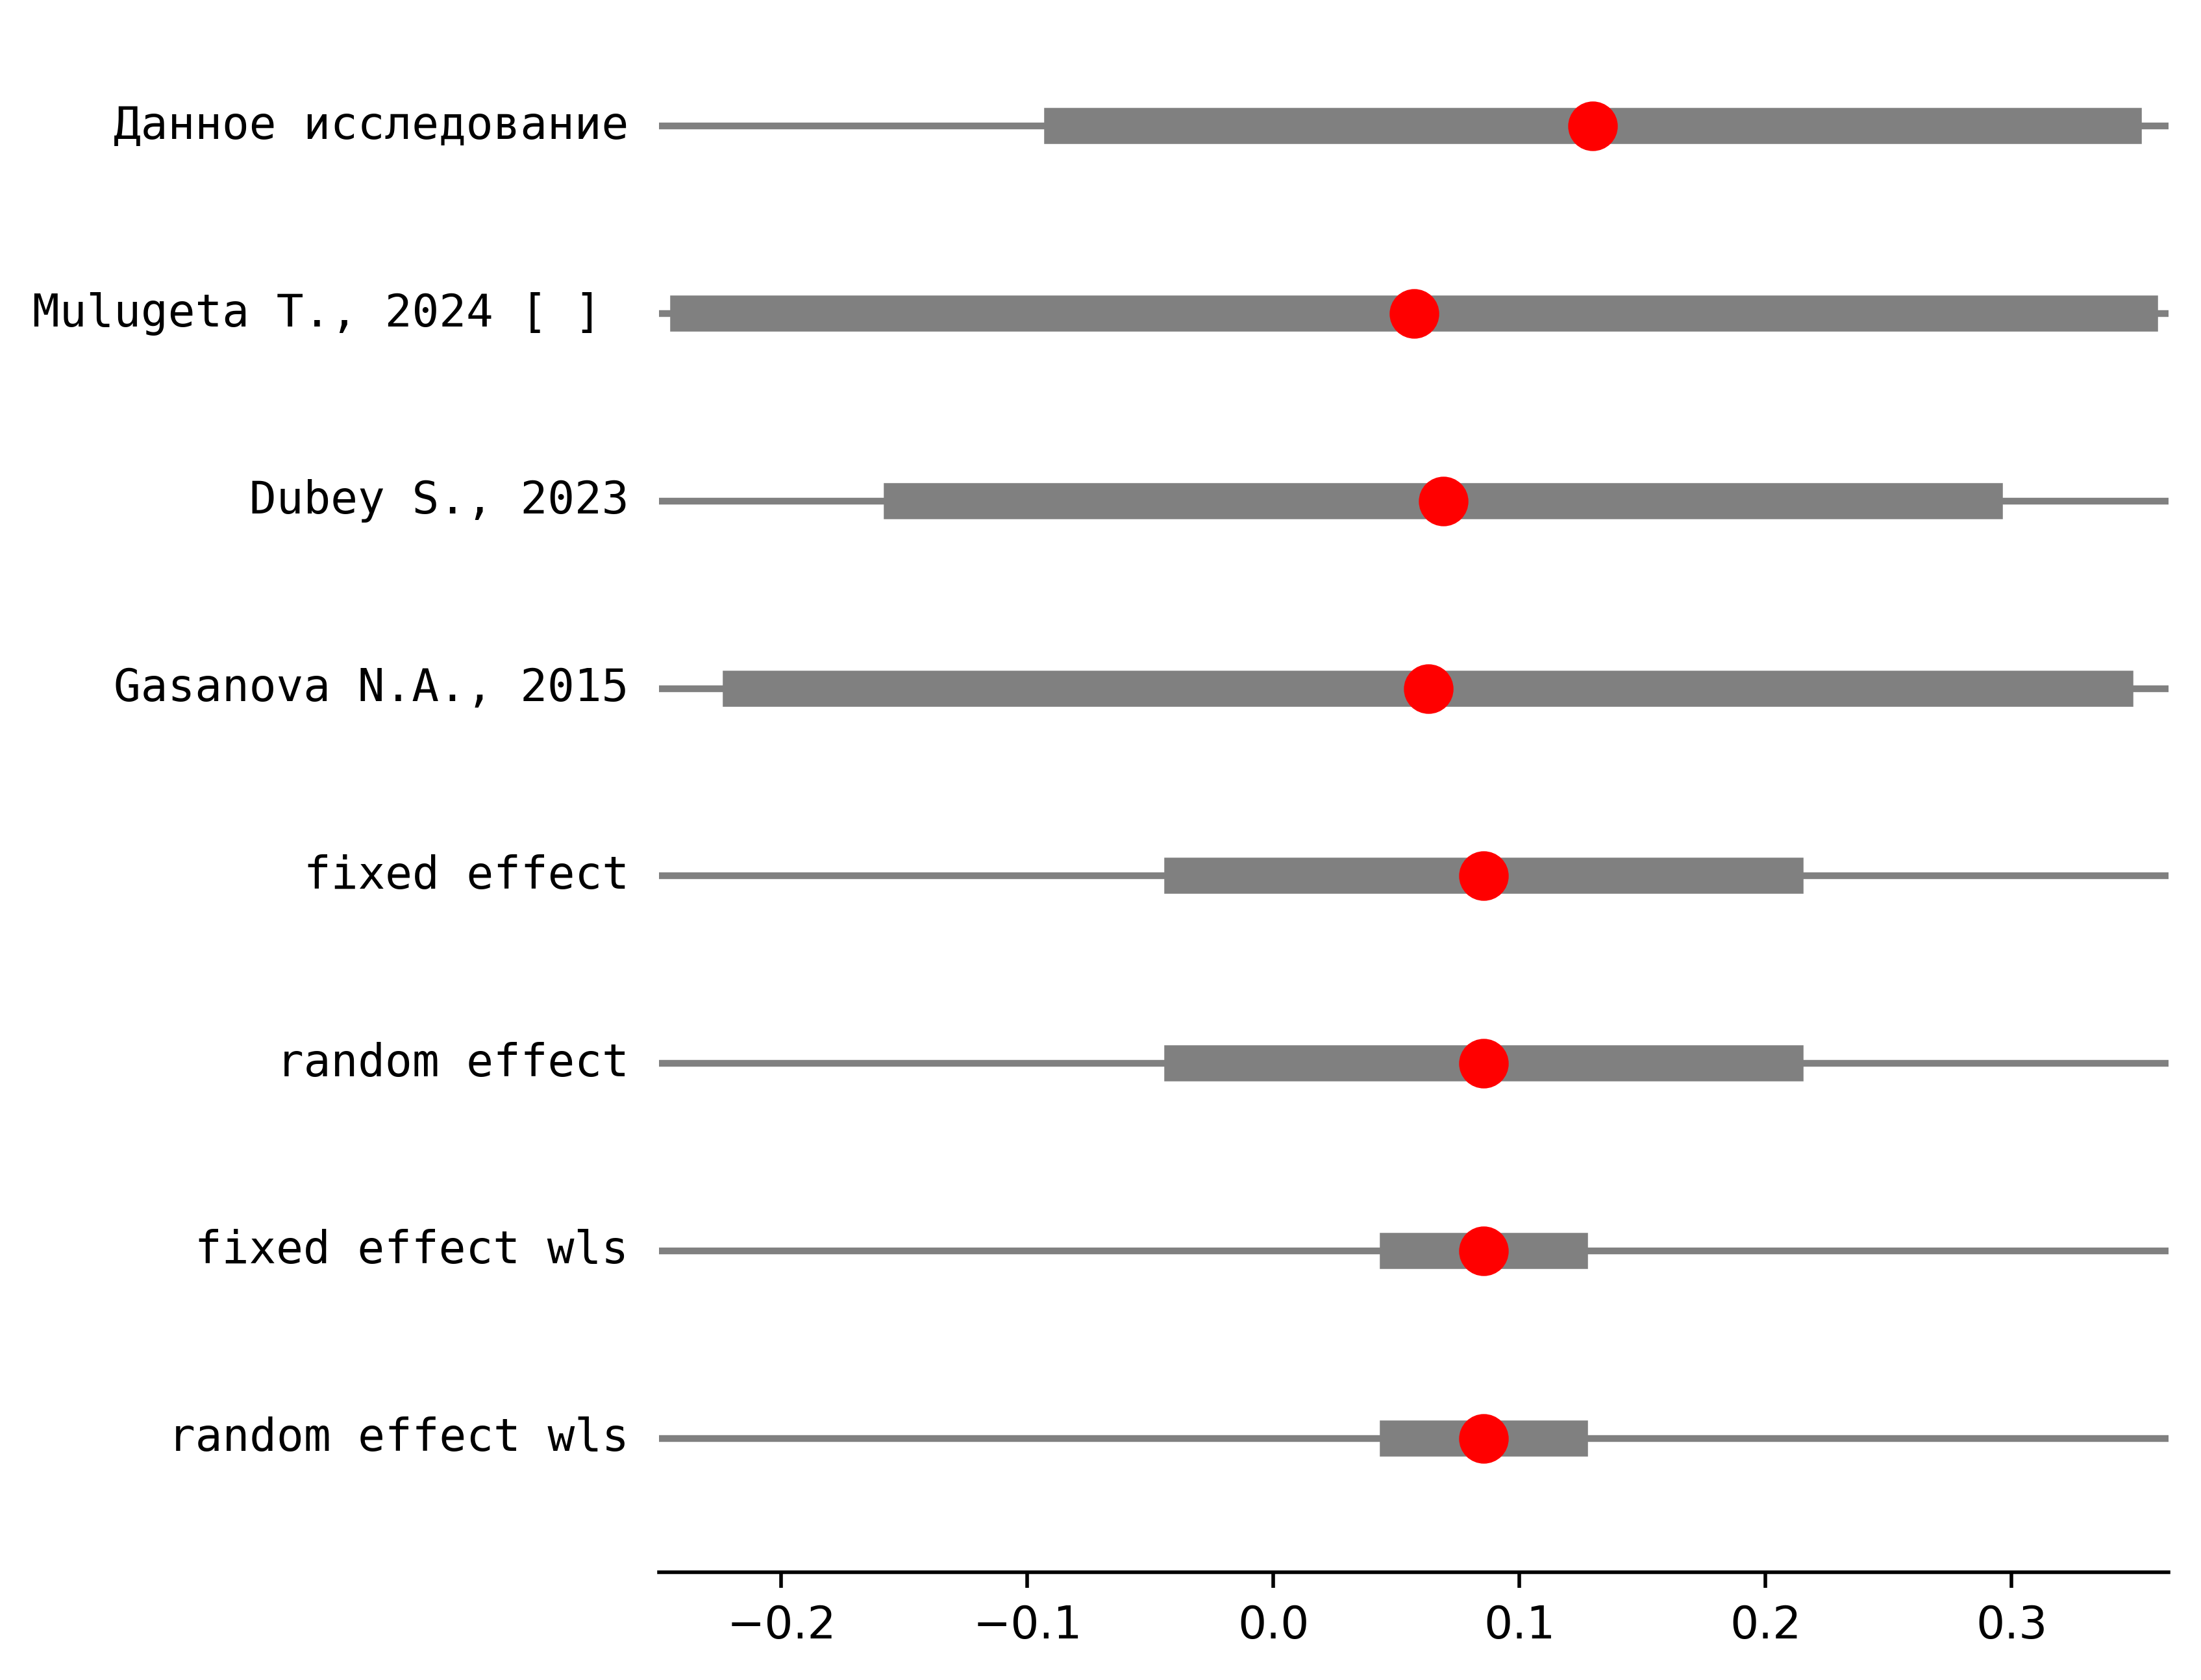 Данное исследование
Mulugeta T., 2024 [ ]
Dubey S., 2023
Gasanova N.A., 2015
fixed effect
random effect
fixed effect wls
random effect wls
−0.2 −0.1 0.0 0.1 0.2 0.3